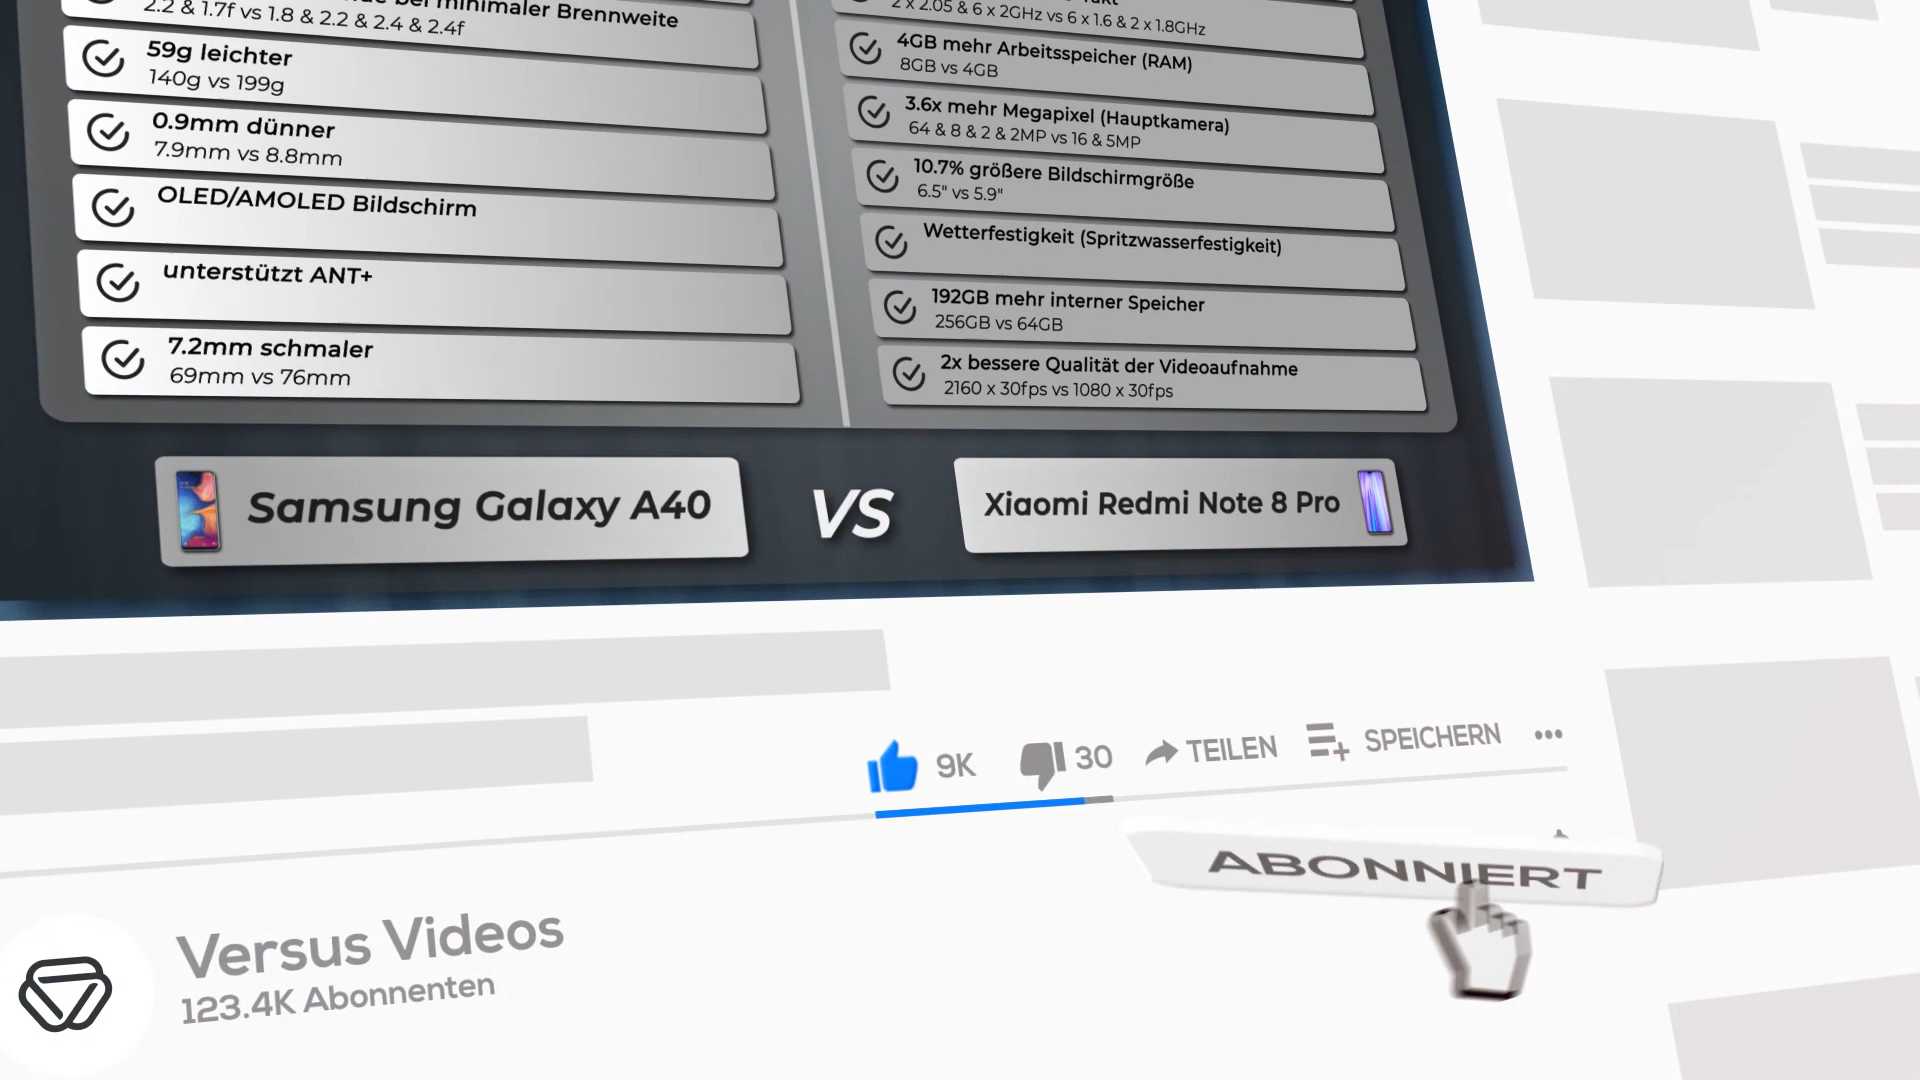 bei minimaler Brennweite
2.2 & 1.7f vs 1.8 & 2.2 & 2.4 & 2.4f
59g leichter
140g vs 199g
0.9mm dünner
7.9mm vs 8.8mm
OLED/AMOLED Bildschirm
unterstützt ANT+
7.2mm schmaler
69mm vs 76mm
2 x 2.05 & 6 x 2GHz vs 6 x 1.6 & 2 x 1.8GHz
4GB mehr Arbeitsspeicher (RAM)
8GB vs 4GB
3.6x mehr Megapixel (Hauptkamera)
64 & 8 & 2 & 2MP vs 16 & 5MP
10.7% größere Bildschirmgröße
6.5" vs 5.9"
Wetterfestigkeit (Spritzwasserfestigkeit)
192GB mehr interner Speicher
256GB vs 64GB
2x bessere Qualität der Videoaufnahme
2160 x 30fps vs 1080 x 30fps
Samsung Galaxy A40
VS
Xiaomi Redmi Note 8 Pro
9K
30
TEILEN
SPEICHERN
ABONNIERT
Versus Videos
123.4K Abonnenten